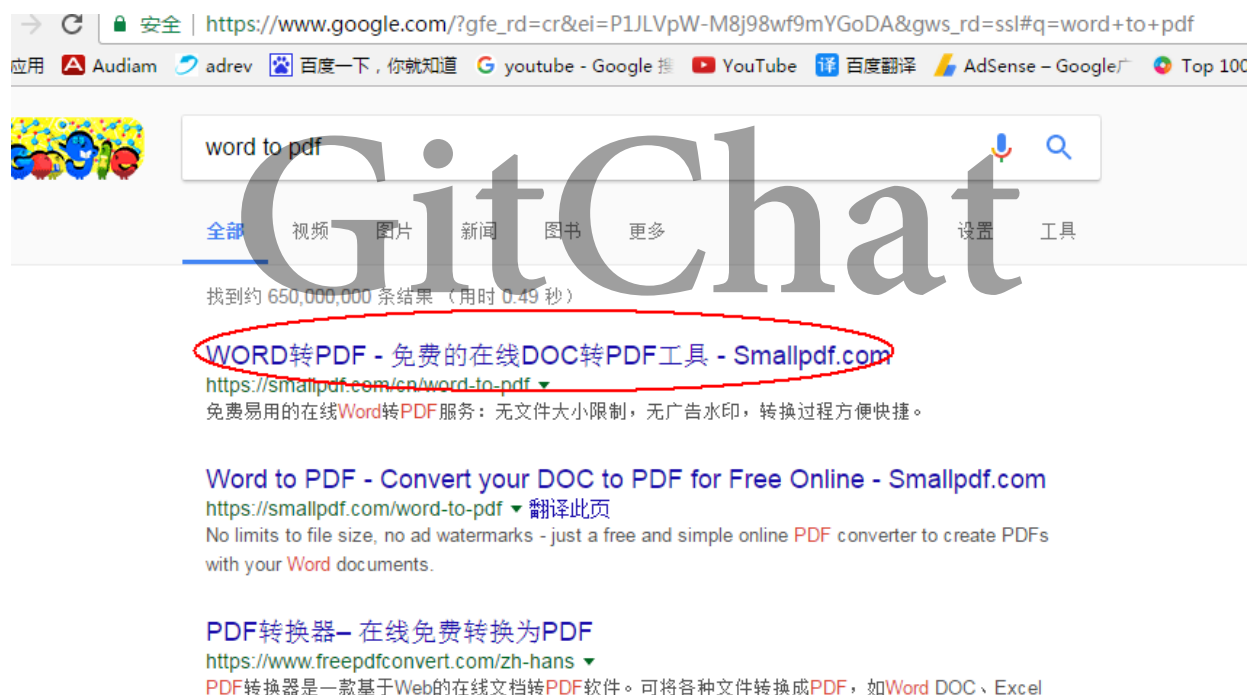 安全 | https://www.google.com/?gfe_rd=cr&ei=P1JLVpW-M8j98wf9mYGoDA&gws_rd=ssl#q=word+to+pdf
应用 Audiam adrev 百度一下，你就知道 youtube - Google 搜 YouTube 译 百度翻译 AdSense – Google广 Top 100
word to pdf
GitChat
全部 视频 图片 新闻 图书 更多 设置 工具
找到约 650,000,000 条结果 （用时 0.49 秒）
WORD转PDF - 免费的在线DOC转PDF工具 - Smallpdf.com
https://smallpdf.com/cn/word-to-pdf
免费易用的在线Word转PDF服务：无文件大小限制，无广告水印，转换过程方便快捷。
Word to PDF - Convert your DOC to PDF for Free Online - Smallpdf.com
https://smallpdf.com/word-to-pdf 翻译此页
No limits to file size, no ad watermarks - just a free and simple online PDF converter to create PDFs
with your Word documents.
PDF转换器– 在线免费转换为PDF
https://www.freepdfconvert.com/zh-hans
PDF转换器是一款基于Web的在线文档转PDF软件。可将各种文件转换成PDF，如Word DOC、Excel